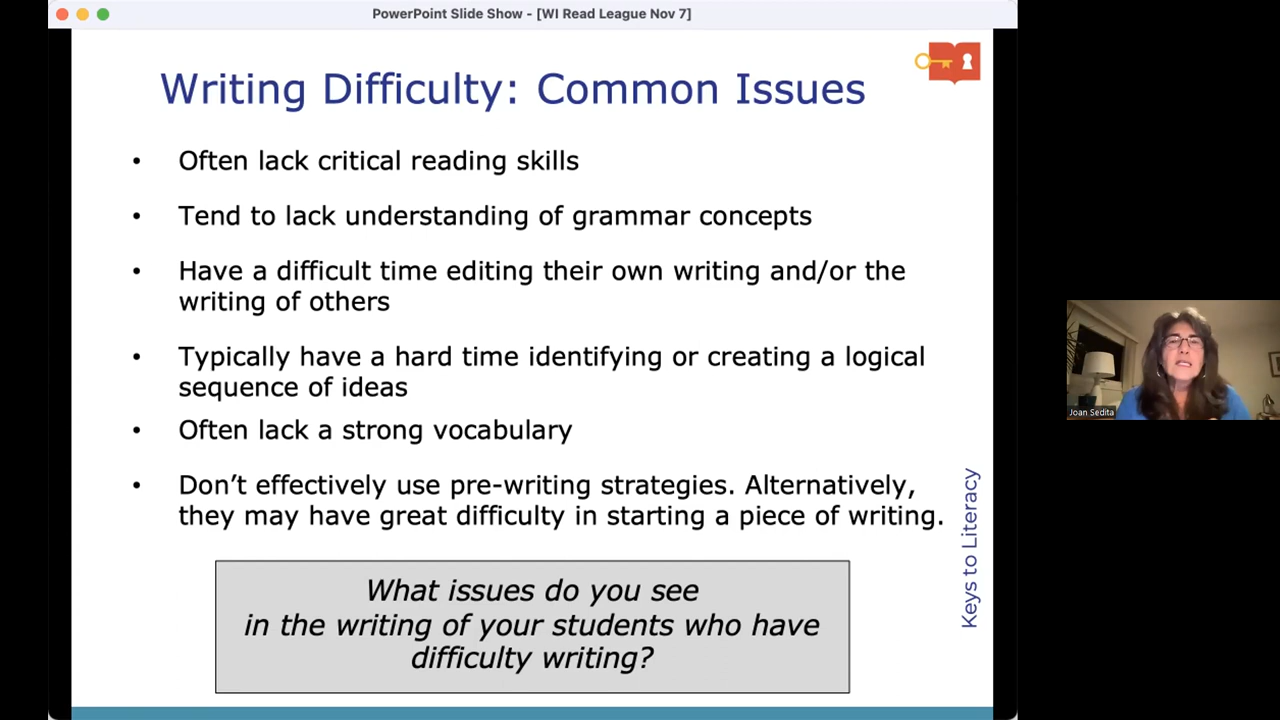 PowerPoint Slide Show - [WI Read League Nov 7]
Writing Difficulty: Common Issues
• Often lack critical reading skills
• Tend to lack understanding of grammar concepts
• Have a difficult time editing their own writing and/or the
writing of others
• Typically have a hard time identifying or creating a logical
sequence of ideas
• Often lack a strong vocabulary
• Don’t effectively use pre-writing strategies. Alternatively,
they may have great difficulty in starting a piece of writing.
What issues do you see
in the writing of your students who have
difficulty writing?
Keys to Literacy
Joan Sedita